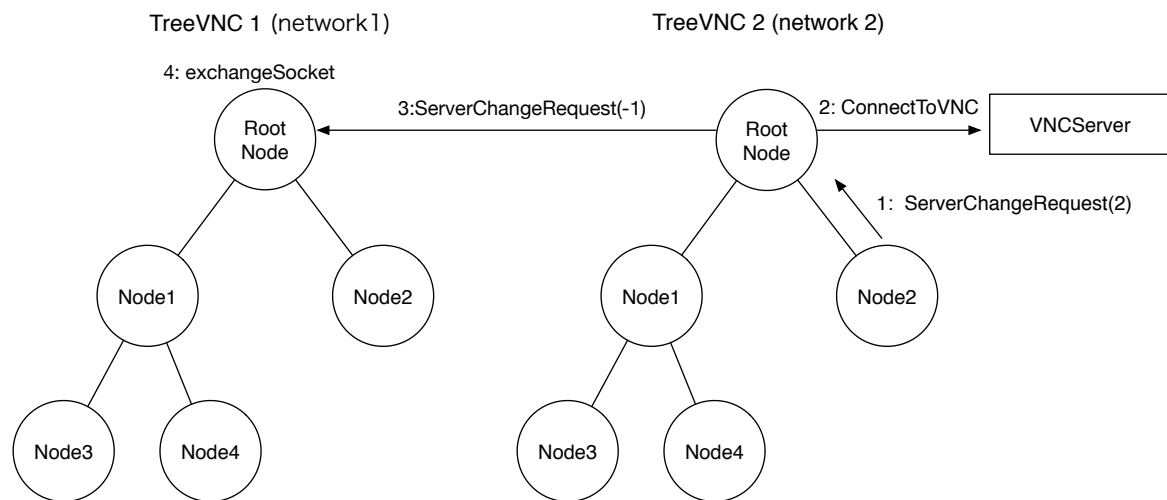 TreeVNC 1 (network1)
TreeVNC 2 (network 2)
4: exchangeSocket
3:ServerChangeRequest(-1)
2: ConnectToVNC
Root
Node
Root
Node
VNCServer
1: ServerChangeRequest(2)
Node1
Node2
Node1
Node2
Node3
Node4
Node3
Node4